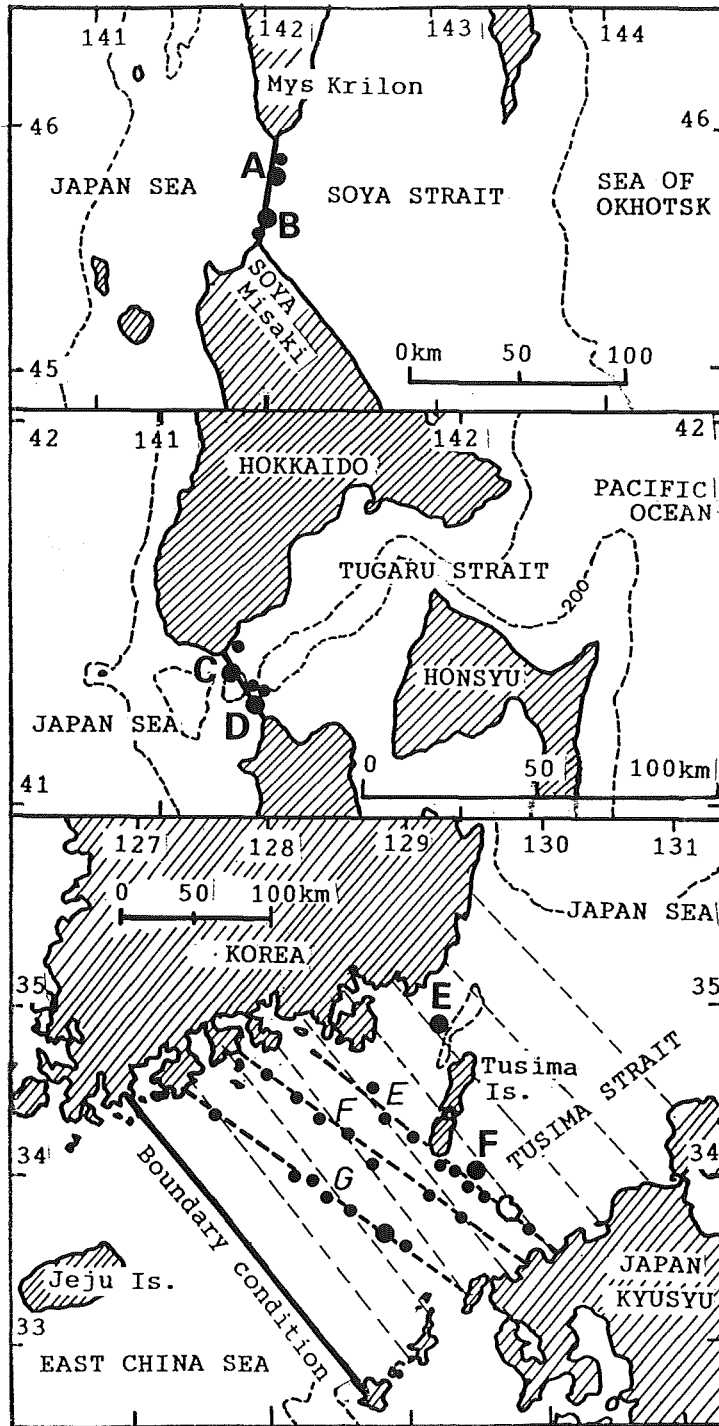 141 142 143 144
Mys Krilon
46 46
A
JAPAN SEA SOYA STRAIT SEA OF
OKHOTSK
B
SOYA
Misaki
0km 50 100
45
42 141 142 42
HOKKAIDO
PACIFIC
OCEAN
TUGARU STRAIT
200
C
HONSYU
JAPAN SEA
D
0 50 100km
41
127 128 129 130 131
0 50 100km
JAPAN SEA
KOREA
35 35
E
Tusima
Is.
TUSIMA STRAIT
E
F
F
34 34
G
Boundary condition
JAPAN
KYUSYU
Jeju Is.
33
EAST CHINA SEA